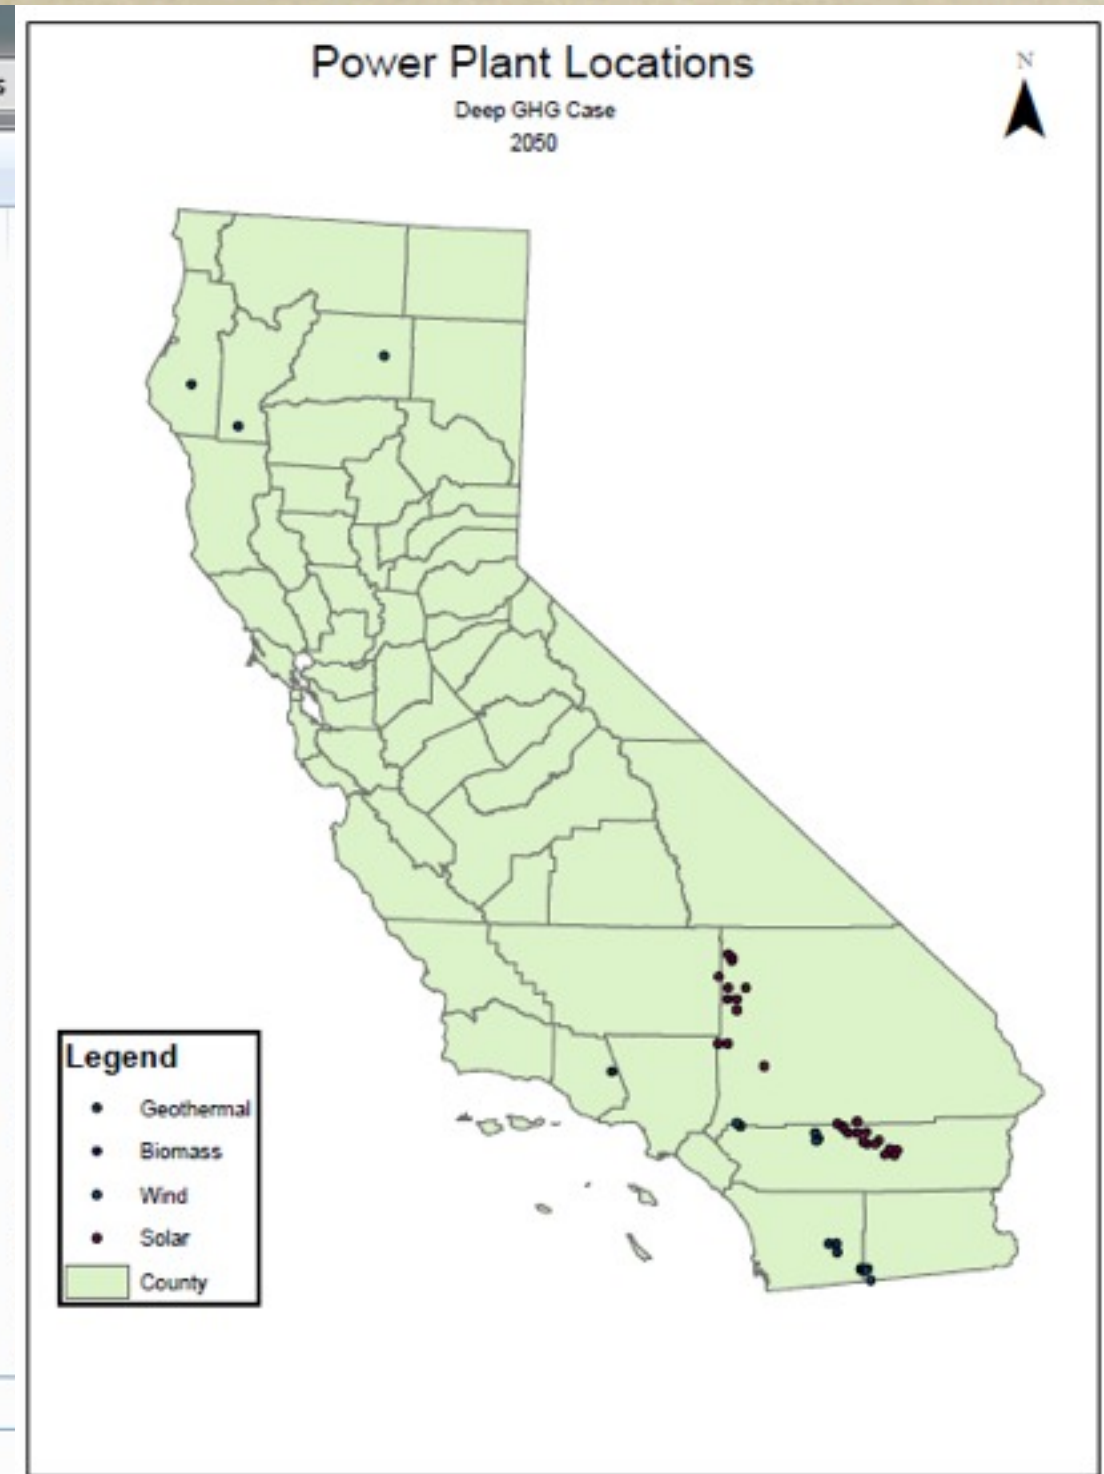 Power Plant Locations
Deep GHG Case
2050
N
Legend
Geothermal
Biomass
Wind
Solar
County